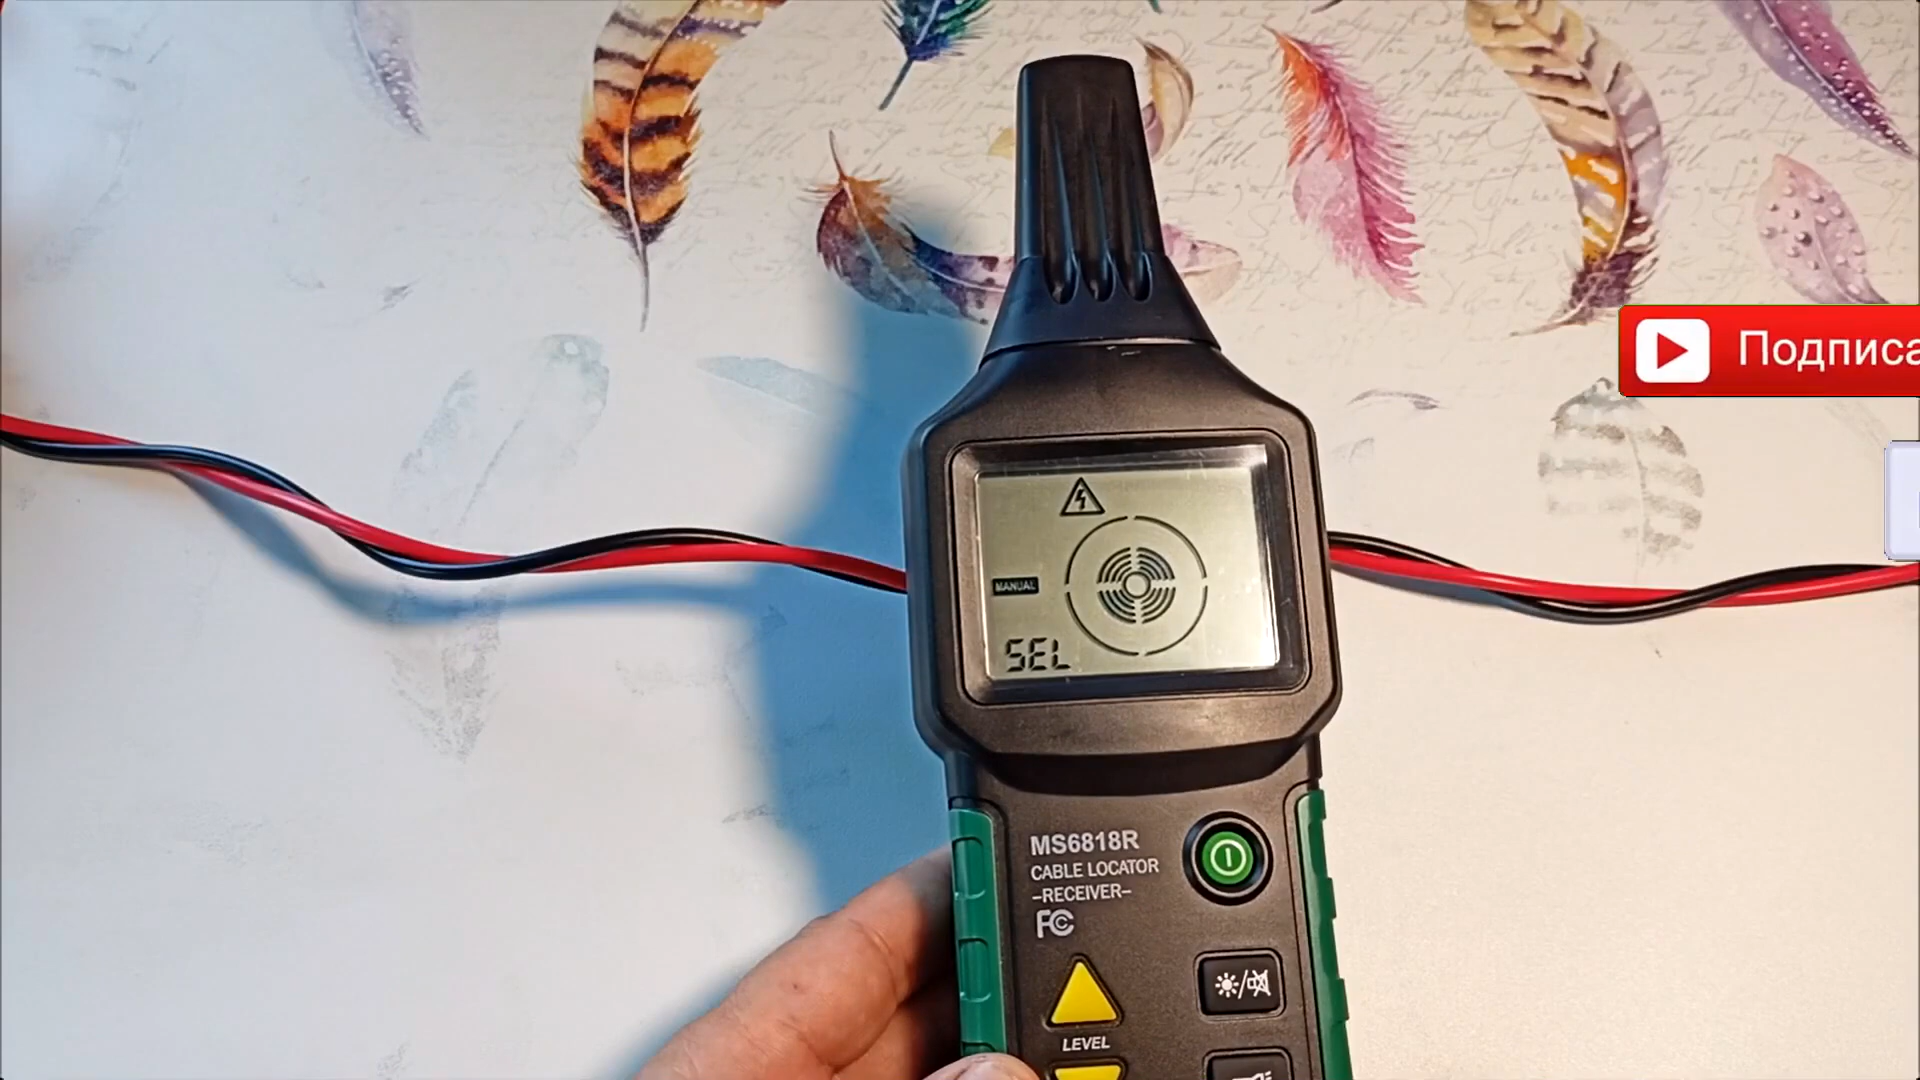 Подписа
MANUAL
SEL
MS6818R
CABLE LOCATOR
–RECEIVER–
FC
LEVEL